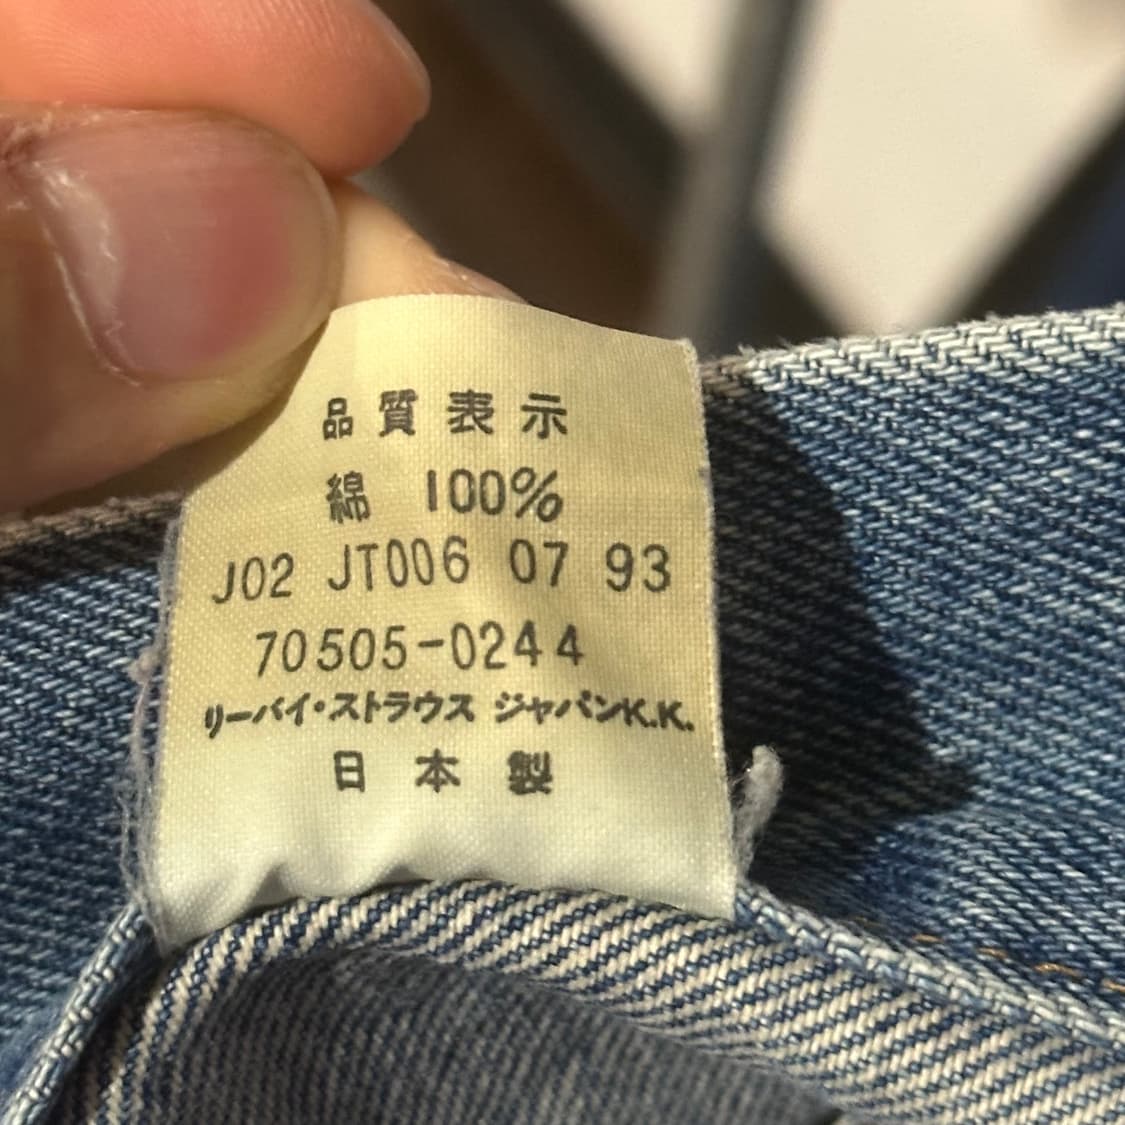 品質表示
綿 100%
J02 JT006 07 93
70505-0244
リーバイ・ストラウス ジャパンK.K.
日本製